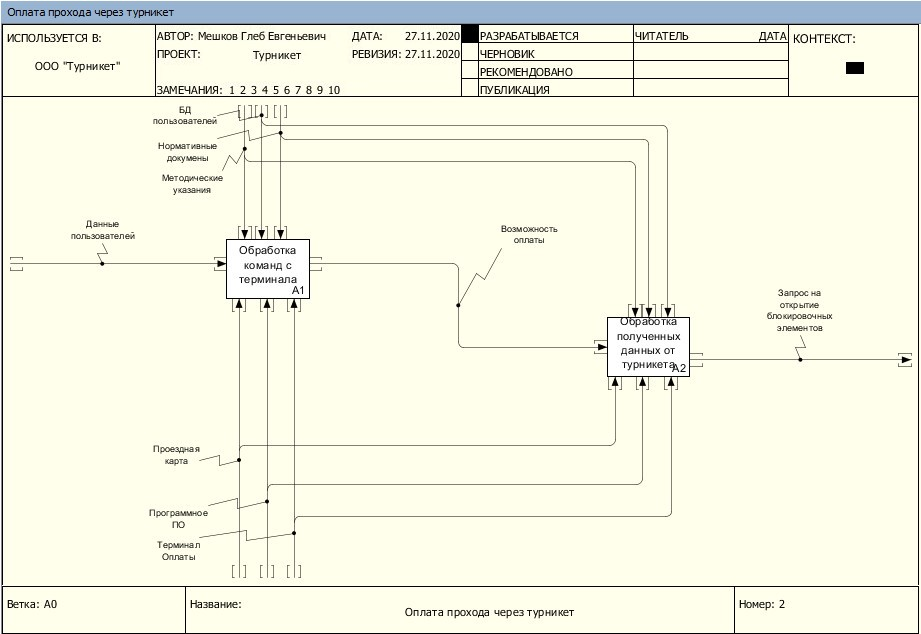 Оплата прохода через турникет
ИСПОЛЬЗУЕТСЯ В:
ООО "Турникет"
АВТОР: Мешков Глеб Евгеньевич
ДАТА: 27.11.2020
ПРОЕКТ: Турникет
РЕВИЗИЯ: 27.11.2020
ЗАМЕЧАНИЯ: 1 2 3 4 5 6 7 8 9 10
РАЗРАБАТЫВАЕТСЯ
ЧЕРНОВИК
РЕКОМЕНДОВАНО
ПУБЛИКАЦИЯ
ЧИТАТЕЛЬ ДАТА
КОНТЕКСТ:
БД
пользователей
Нормативные
докумены
Методические
указания
Данные
пользователей
Обработка
команд с
терминала
A1
Возможность
оплаты
Обработка
полученных
данных от
турникета
A2
Запрос на
открытие
блокировочных
элементов
Проездная
карта
Программное
ПО
Терминал
Оплаты
Ветка: A0
Название:
Оплата прохода через турникет
Номер: 2